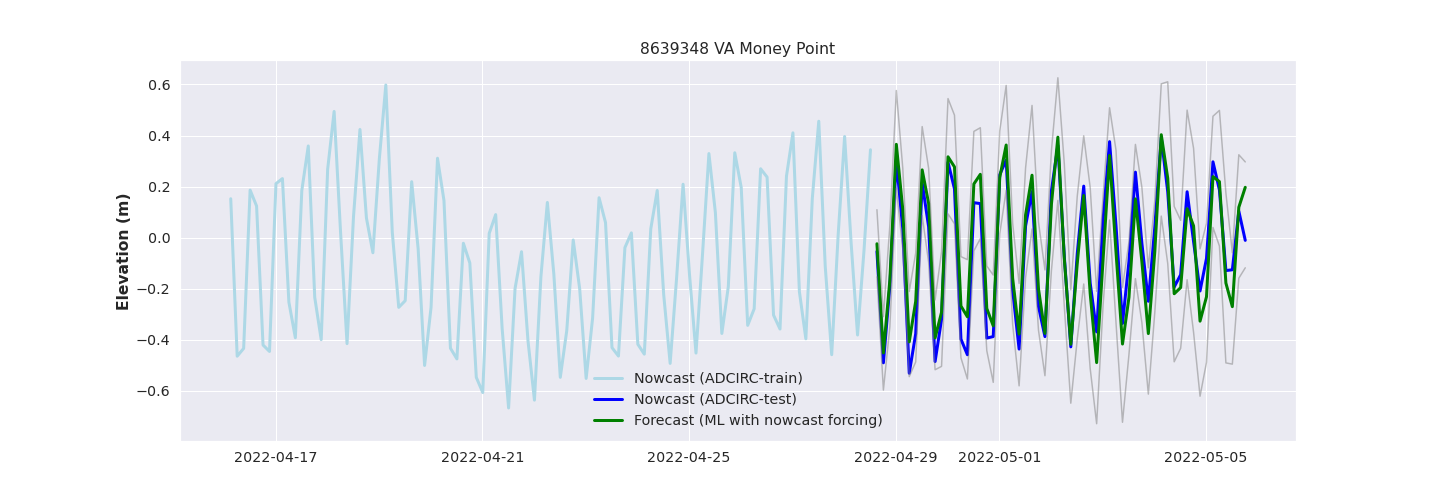 8639348 VA Money Point
Elevation (m)
0.6
0.4
0.2
0.0
−0.2
−0.4
−0.6
Nowcast (ADCIRC-train)
Nowcast (ADCIRC-test)
Forecast (ML with nowcast forcing)
2022-04-17 2022-04-21 2022-04-25 2022-04-29 2022-05-01 2022-05-05